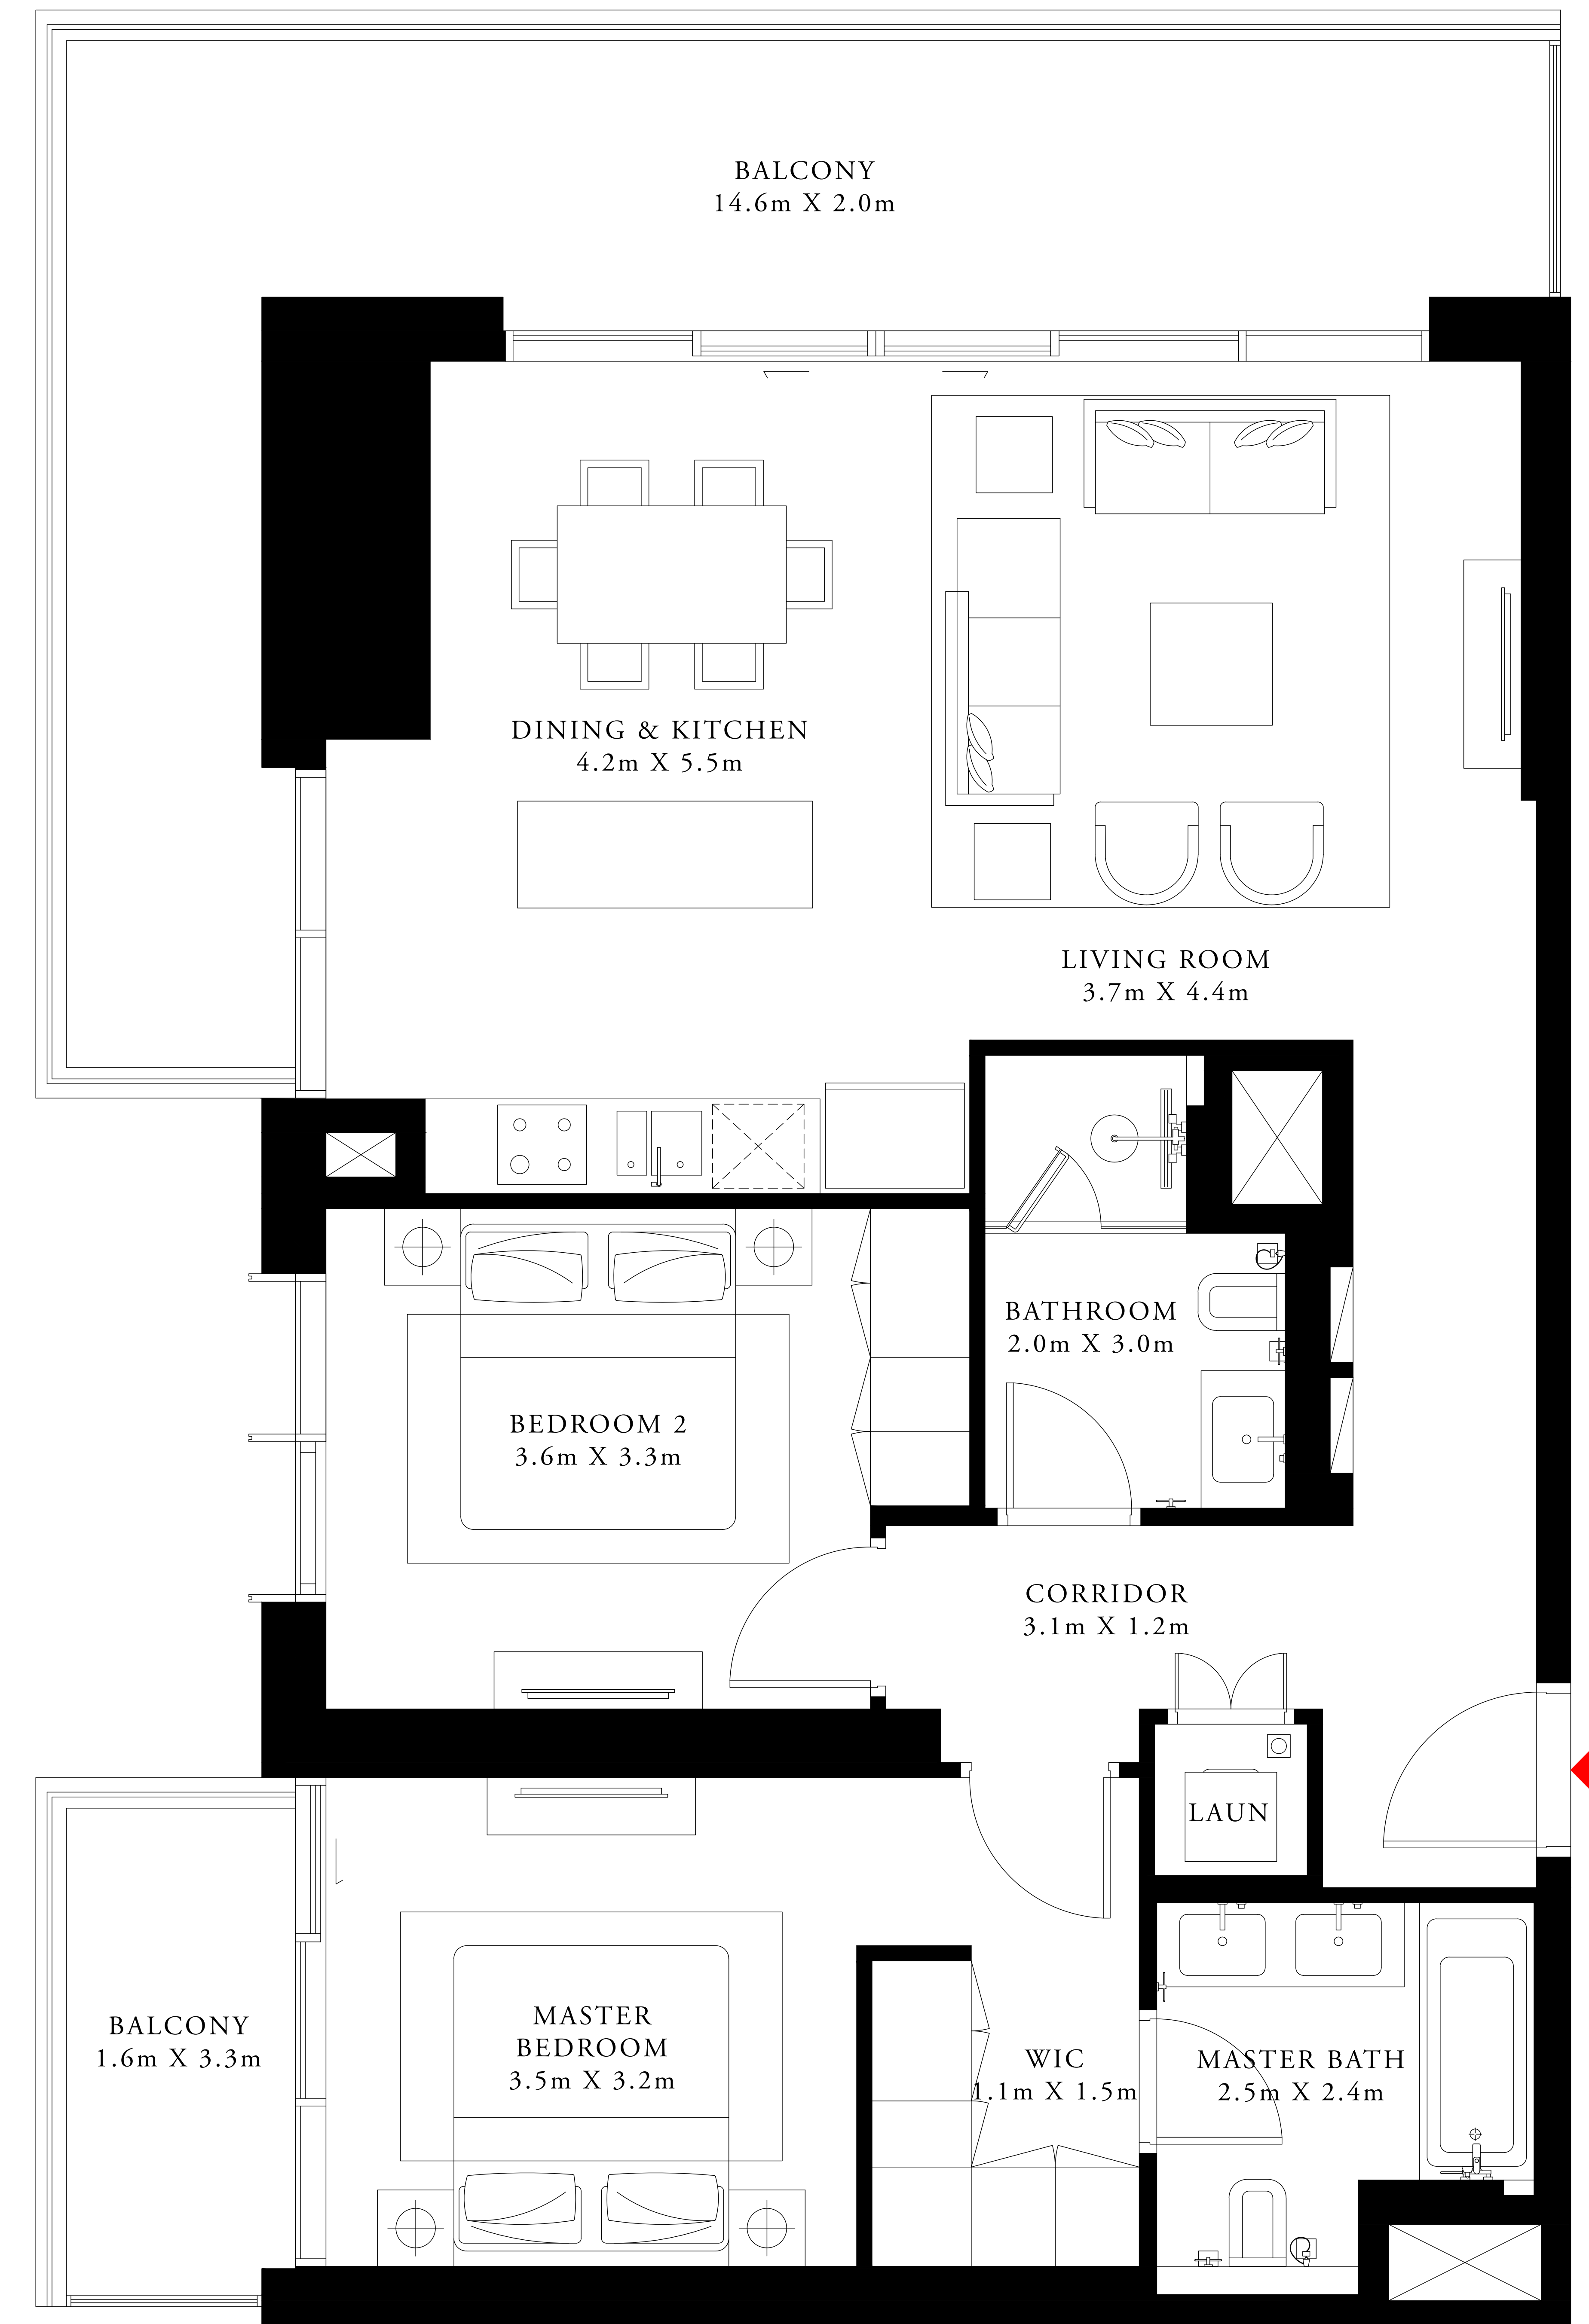 BALCONY
14.6m X 2.0m
DINING & KITCHEN
4.2m X 5.5m
LIVING ROOM
3.7m X 4.4m
BATHROOM
2.0m X 3.0m
BEDROOM 2
3.6m X 3.3m
CORRIDOR
3.1m X 1.2m
LAUN
MASTER
BEDROOM
3.5m X 3.2m
BALCONY
1.6m X 3.3m
WIC
1.1m X 1.5m
MASTER BATH
2.5m X 2.4m